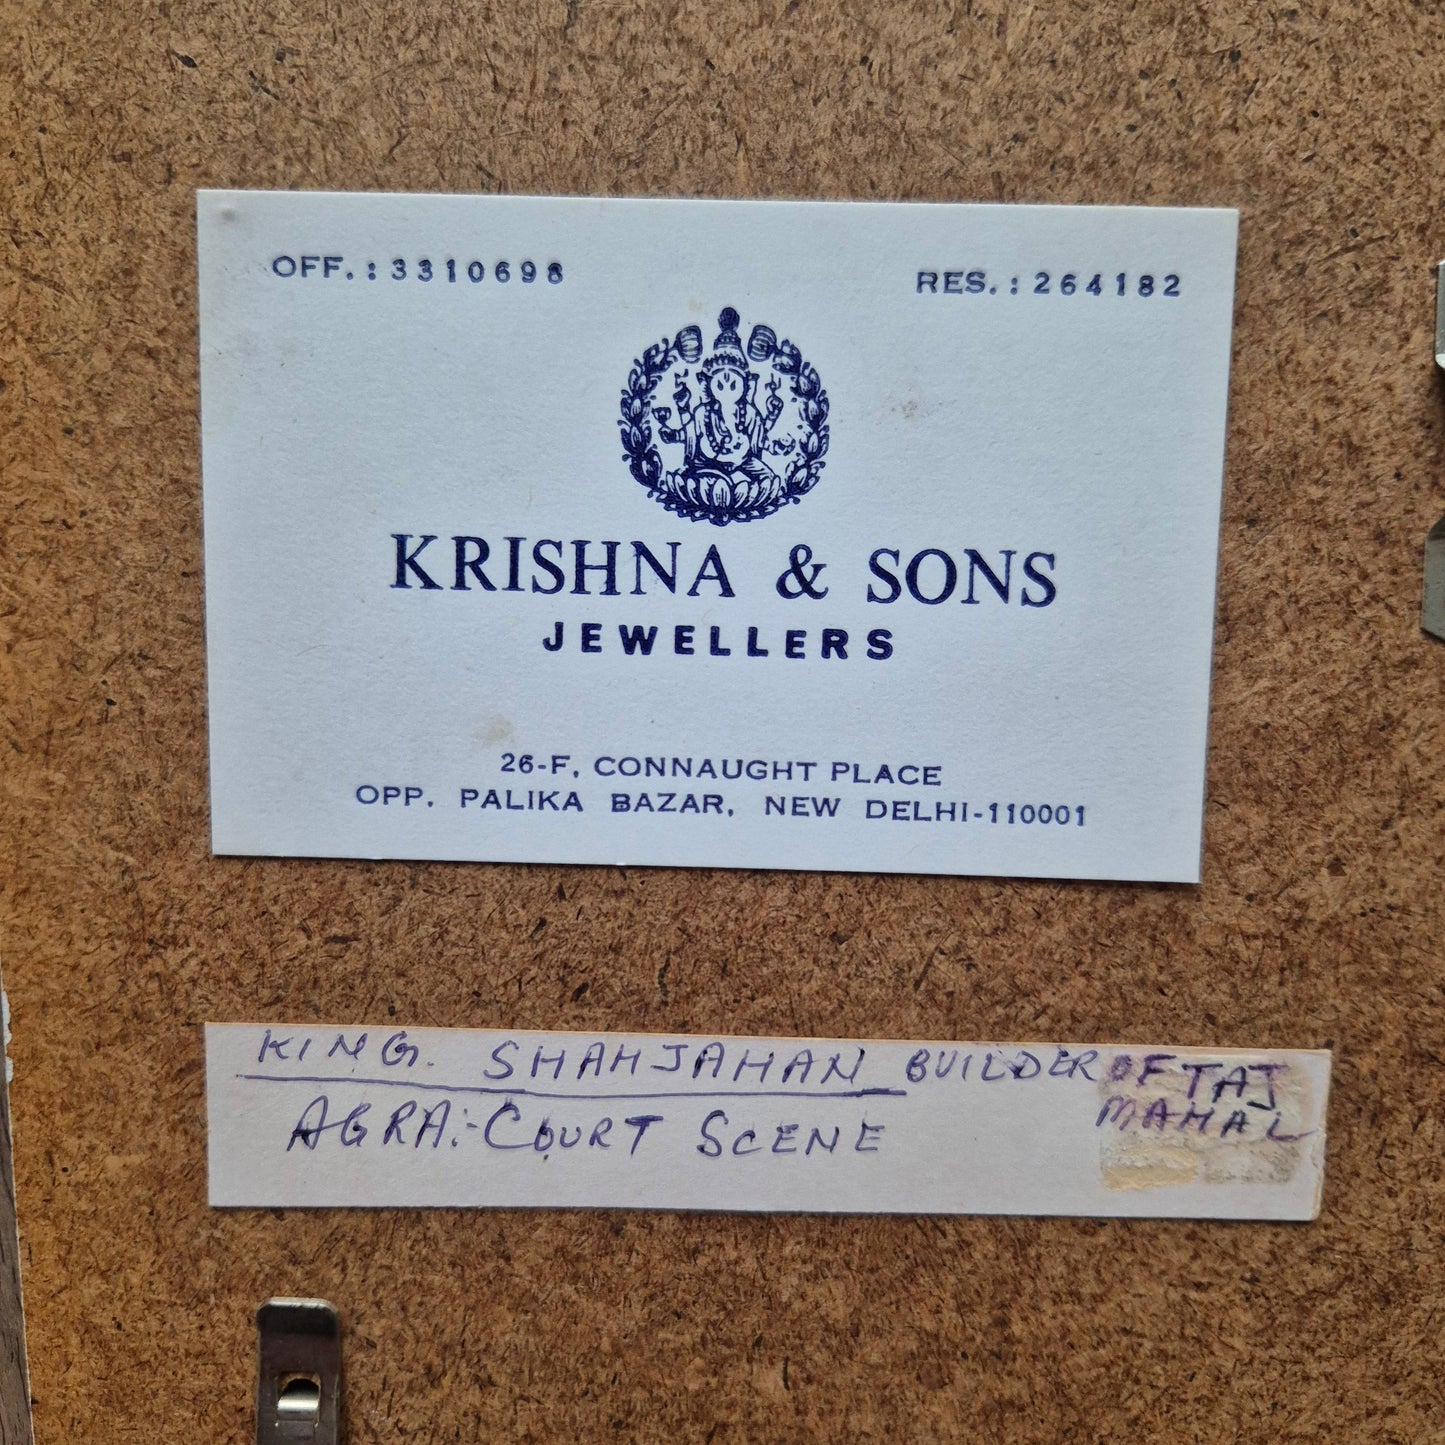 OFF. : 3310698
RES. : 264182
KRISHNA & SONS
JEWELLERS
26-F, CONNAUGHT PLACE
OPP. PALIKA BAZAR, NEW DELHI-110001
KING. SHAHJAHAN BUILDER OF TAJ
MAHAL
AGRA:- COURT SCENE